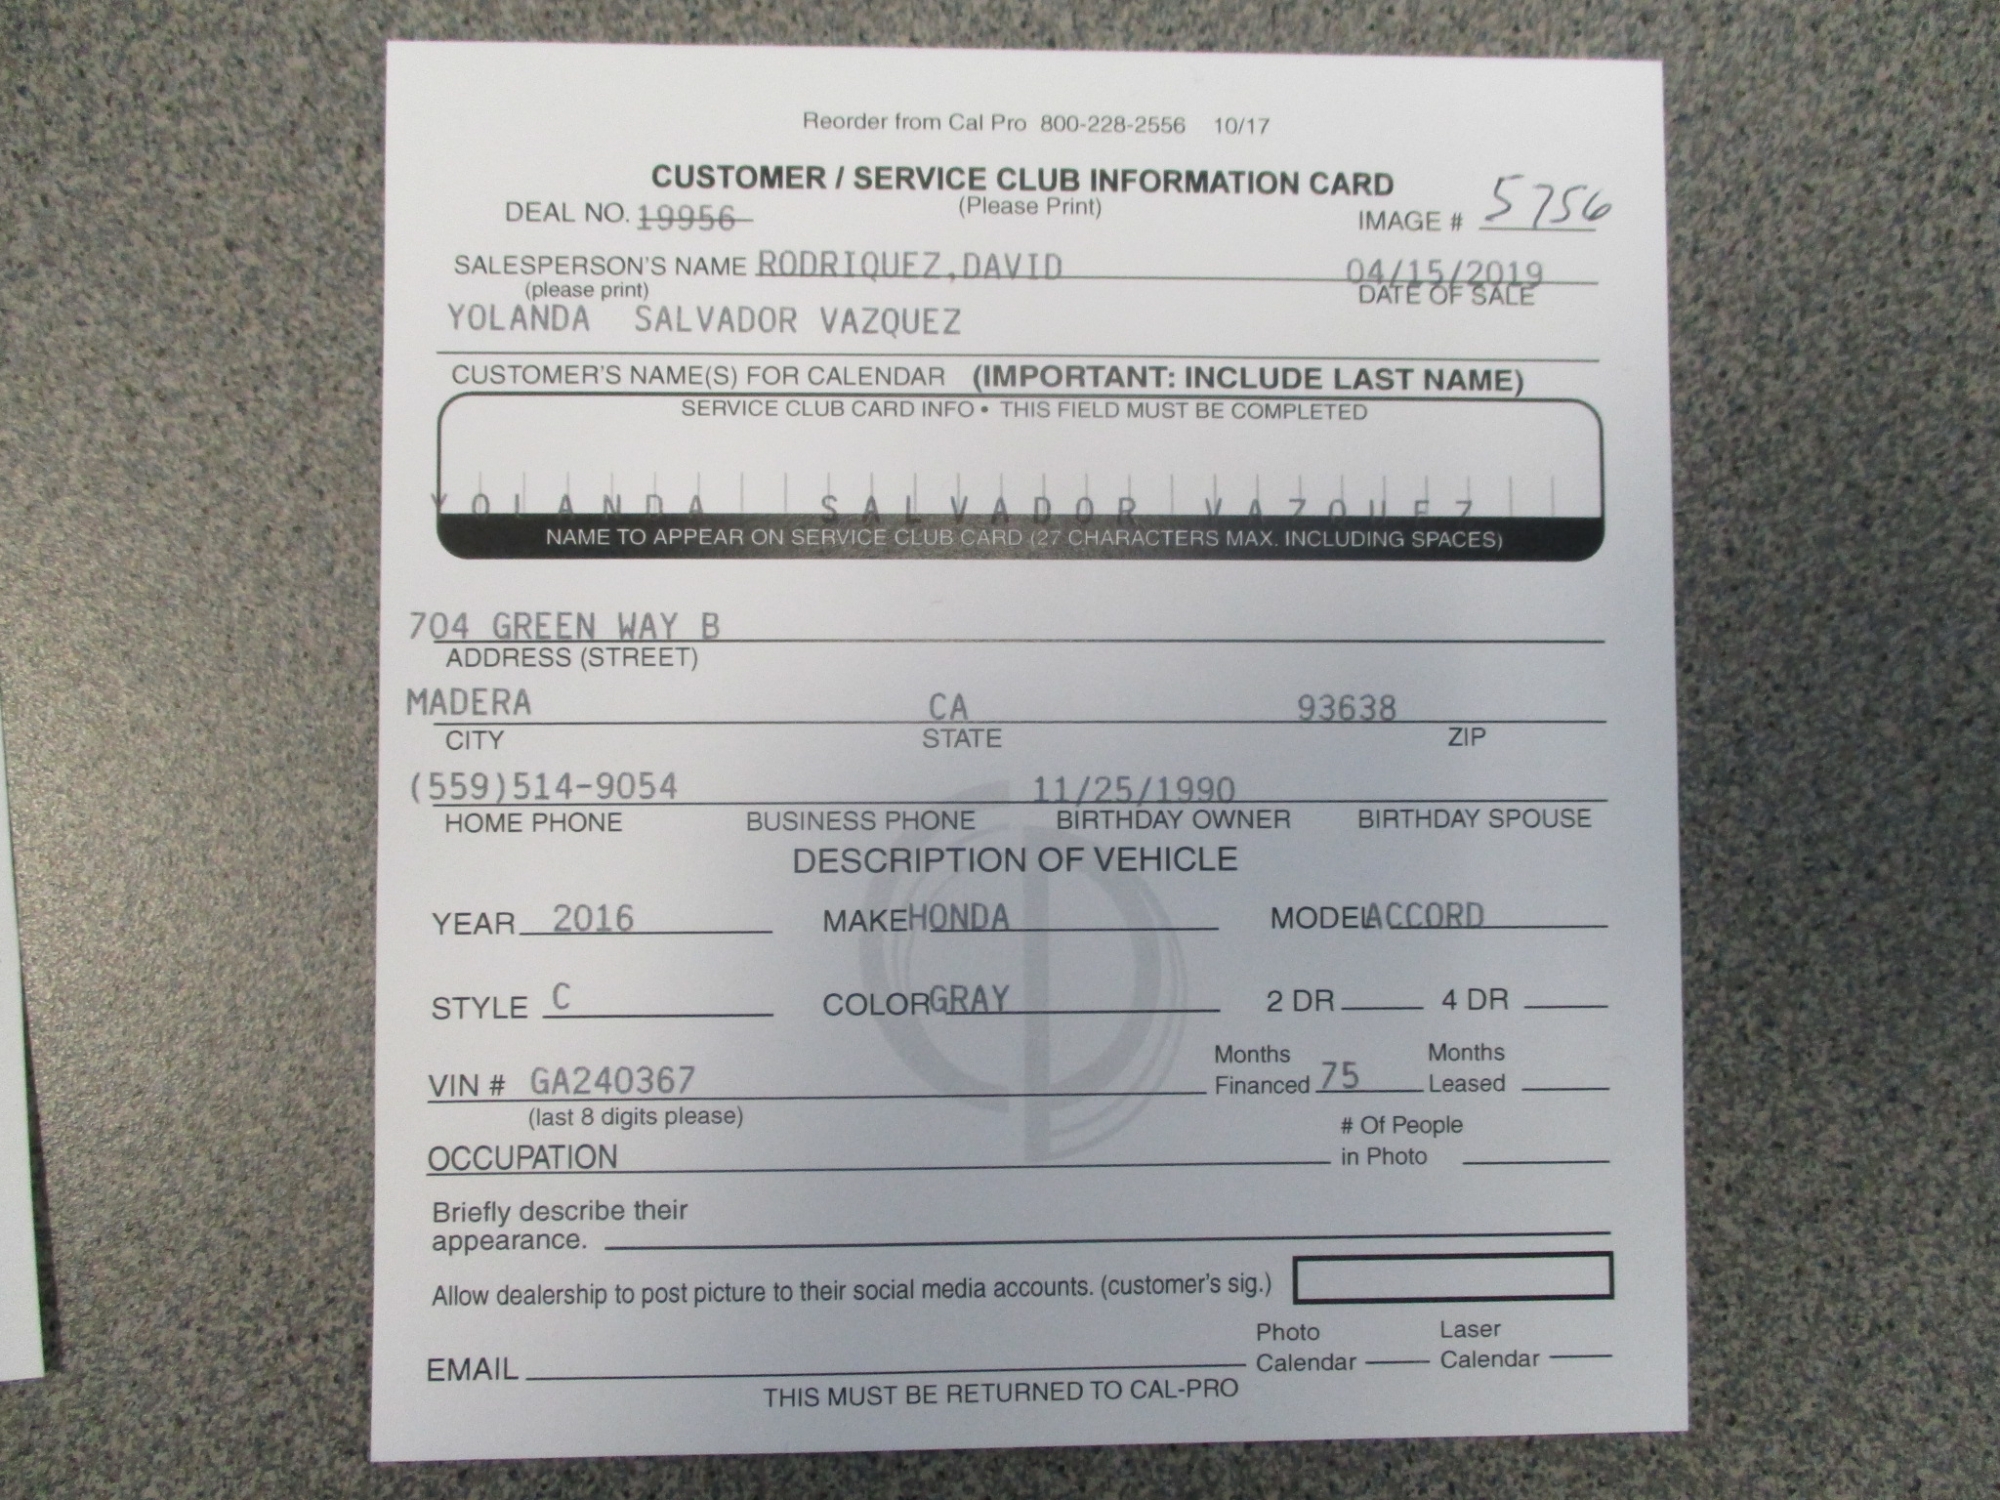 Reorder from Cal Pro 800-228-2556 10/17
CUSTOMER / SERVICE CLUB INFORMATION CARD
(Please Print)
DEAL NO. 19956
IMAGE # 5756
SALESPERSON'S NAME RODRIQUEZ,DAVID 04/15/2019
(please print) DATE OF SALE
YOLANDA SALVADOR VAZQUEZ
CUSTOMER'S NAME(S) FOR CALENDAR (IMPORTANT: INCLUDE LAST NAME)
SERVICE CLUB CARD INFO • THIS FIELD MUST BE COMPLETED
YOLANDA SALVADOR VAZQUEZ
NAME TO APPEAR ON SERVICE CLUB CARD (27 CHARACTERS MAX. INCLUDING SPACES)
704 GREEN WAY B
ADDRESS (STREET)
MADERA CA 93638
CITY STATE ZIP
(559)514-9054 11/25/1990
HOME PHONE BUSINESS PHONE BIRTHDAY OWNER BIRTHDAY SPOUSE
DESCRIPTION OF VEHICLE
YEAR 2016 MAKE HONDA MODEL ACCORD
STYLE C COLOR GRAY 2 DR 4 DR
Months Months
VIN # GA240367 Financed 75 Leased
(last 8 digits please)
# Of People
OCCUPATION in Photo
Briefly describe their
appearance.
Allow dealership to post picture to their social media accounts. (customer's sig.)
Photo Laser
EMAIL Calendar Calendar
THIS MUST BE RETURNED TO CAL-PRO